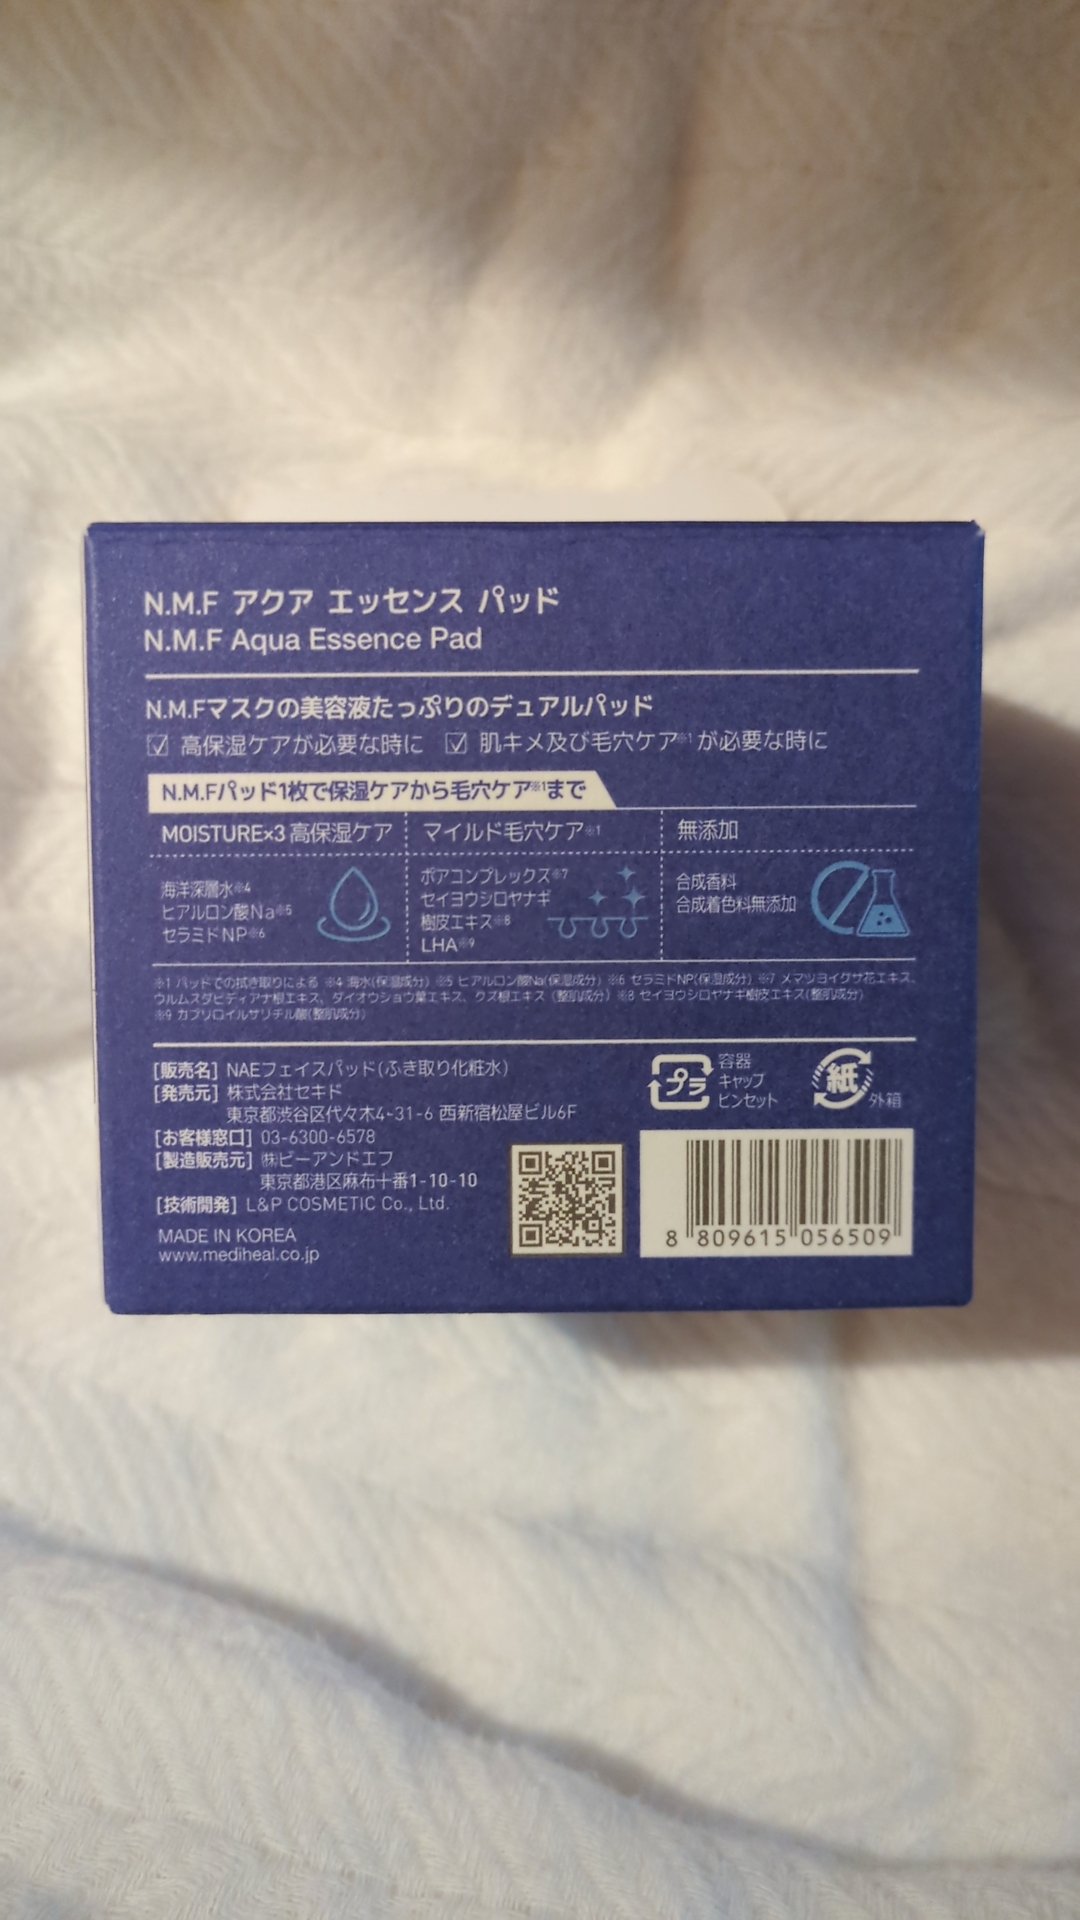 N.M.F アクア エッセンス パッド
N.M.F Aqua Essence Pad
N.M.Fマスクの美容液たっぷりのデュアルパッド
☑ 高保湿ケアが必要な時に ☑ 肌キメ及び毛穴ケア※1が必要な時に
N.M.Fパッド1枚で保湿ケアから毛穴ケア※1まで
MOISTURE×3 高保湿ケア
海洋深層水※4
ヒアルロン酸Na※5
セラミドNP※6
マイルド毛穴ケア※1
ポアコンプレックス※7
セイヨウシロヤナギ
樹皮エキス※8
LHA※9
無添加
合成香料
合成着色料無添加
※1 パッドでの拭き取りによる ※4 海水(保湿成分) ※5 ヒアルロン酸Na(保湿成分) ※6 セラミドNP(保湿成分) ※7 メマツヨイグサ花エキス、
ウルムスダビディアナ根エキス、ダイオウショウ葉エキス、クズ根エキス（整肌成分）※8 セイヨウシロヤナギ樹皮エキス(整肌成分)
※9 カプリロイルサリチル酸(整肌成分)
[販売名] NAEフェイスパッド(ふき取り化粧水)
[発売元] 株式会社セキド
東京都渋谷区代々木4-31-6 西新宿松屋ビル6F
[お客様窓口] 03-6300-6578
[製造販売元] ㈱ビーアンドエフ
東京都港区麻布十番1-10-10
[技術開発] L&P COSMETIC Co., Ltd.
MADE IN KOREA
www.mediheal.co.jp
プラ
容器
キャップ
ピンセット
紙
外箱
8 809615 056509